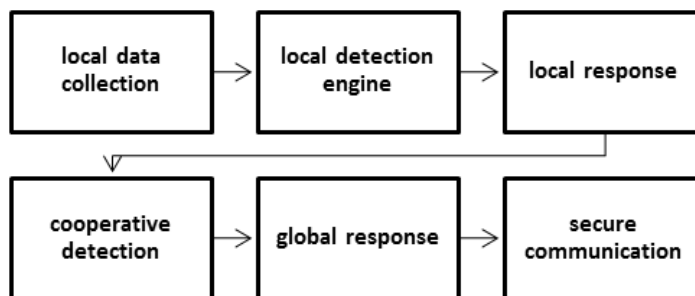 local data
collection
local detection
engine
local response
cooperative
detection
global response
secure
communication